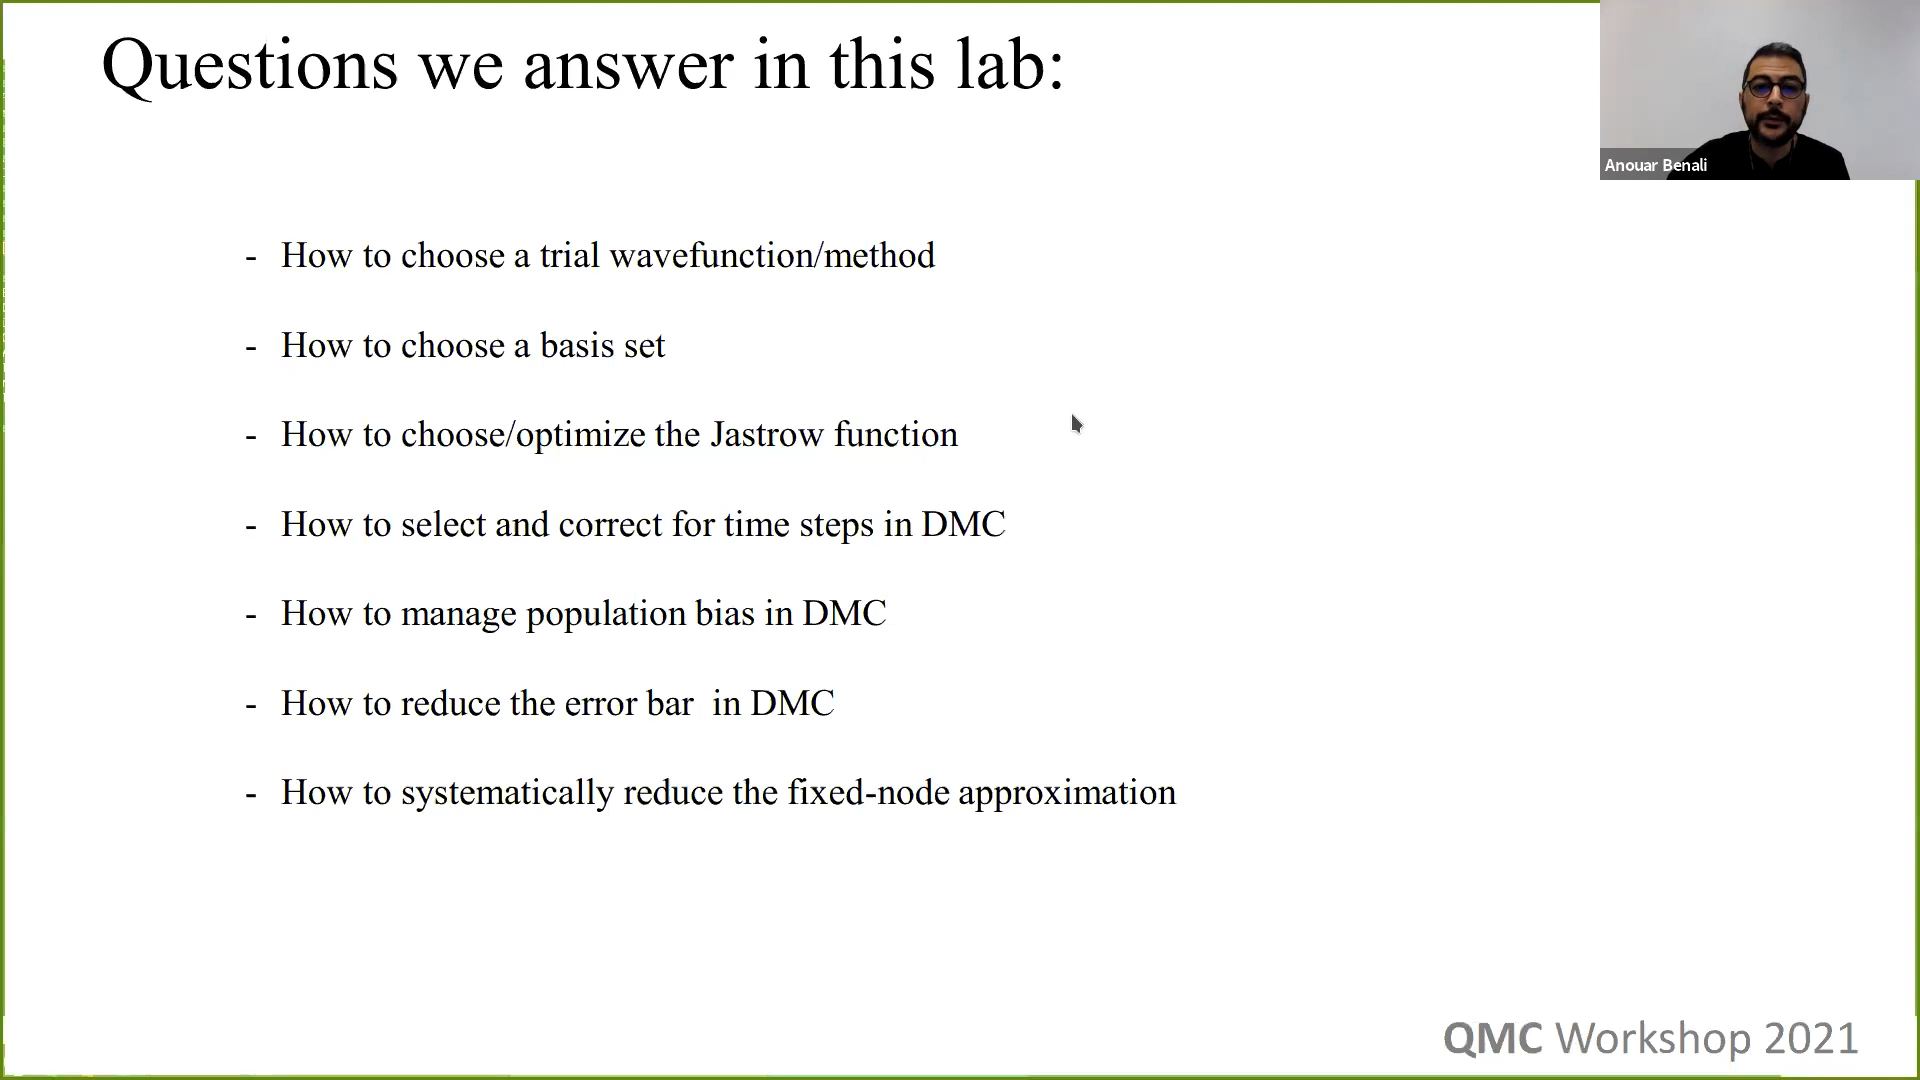 Questions we answer in this lab:
Anouar Benali
- How to choose a trial wavefunction/method
- How to choose a basis set
- How to choose/optimize the Jastrow function
- How to select and correct for time steps in DMC
- How to manage population bias in DMC
- How to reduce the error bar  in DMC
- How to systematically reduce the fixed-node approximation
QMC Workshop 2021